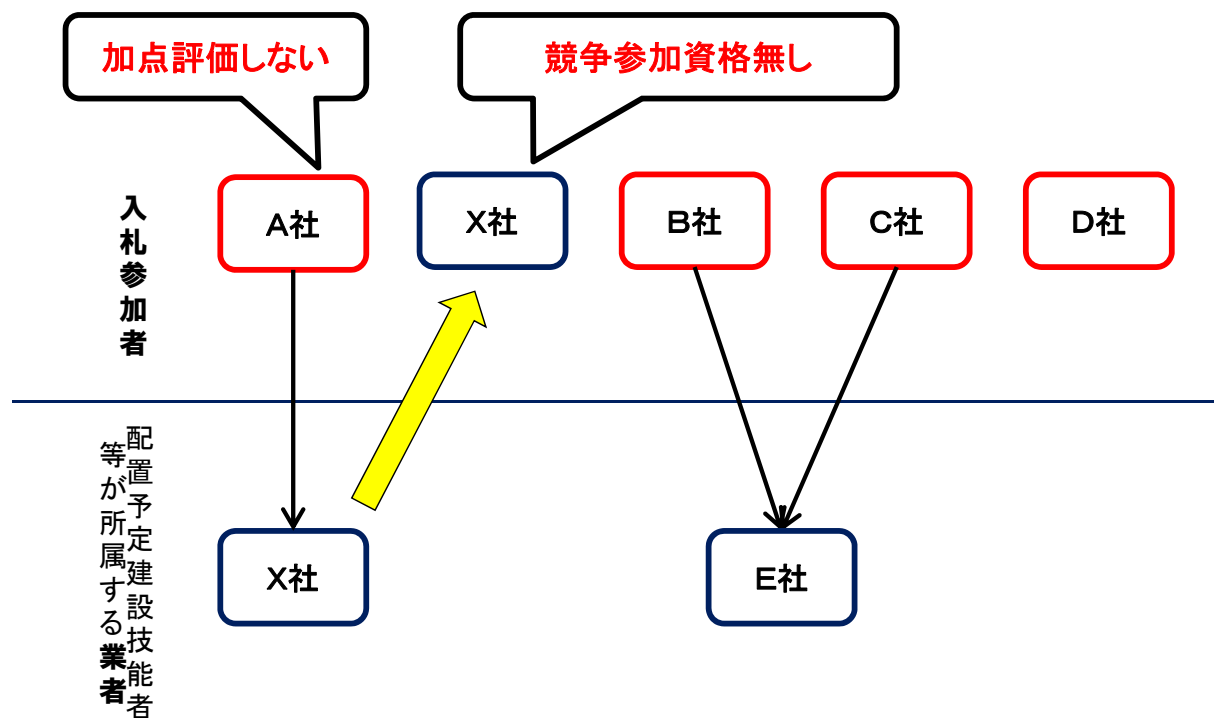 加点評価しない
競争参加資格無し
入札参加者
A社
X社
B社
C社
D社
配置予定建設技能者
等が所属する業者
X社
E社